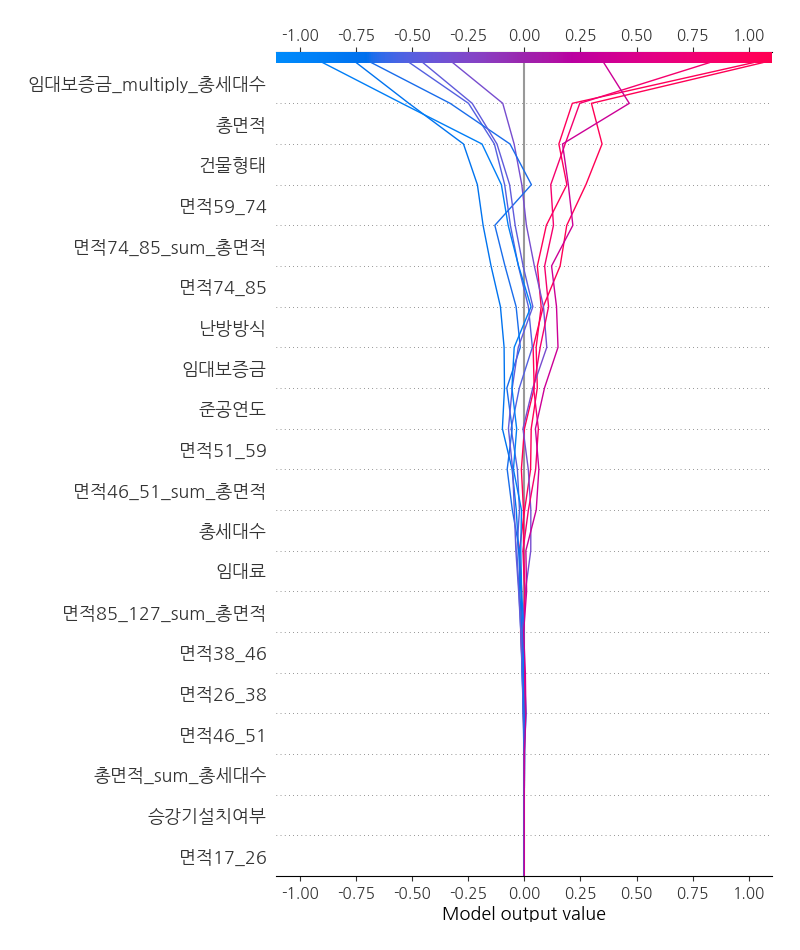 -1.00 -0.75 -0.50 -0.25 0.00 0.25 0.50 0.75 1.00
임대보증금_multiply_총세대수
총면적
건물형태
면적59_74
면적74_85_sum_총면적
면적74_85
난방방식
임대보증금
준공연도
면적51_59
면적46_51_sum_총면적
총세대수
임대료
면적85_127_sum_총면적
면적38_46
면적26_38
면적46_51
총면적_sum_총세대수
승강기설치여부
면적17_26
-1.00 -0.75 -0.50 -0.25 0.00 0.25 0.50 0.75 1.00
Model output value